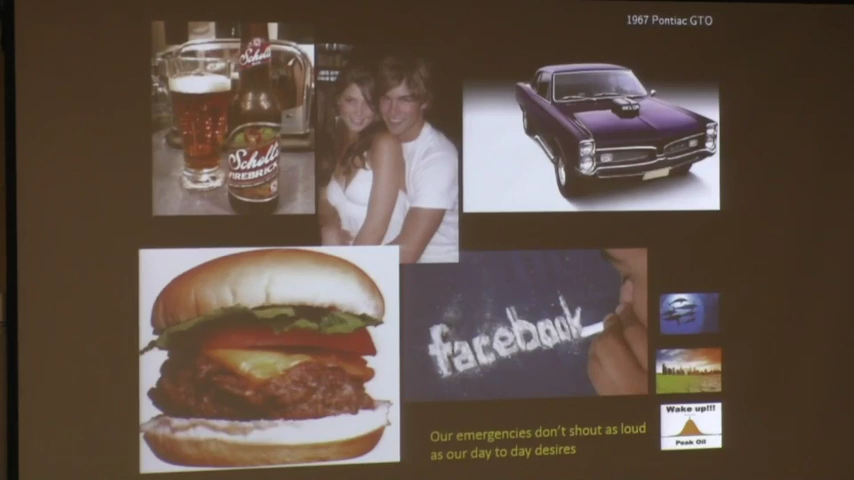 1967 Pontiac GTO
Schell's
Schell's
FIREBRICK
facebook
Our emergencies don't shout as loud
as our day to day desires
Wake up!!!
Peak Oil